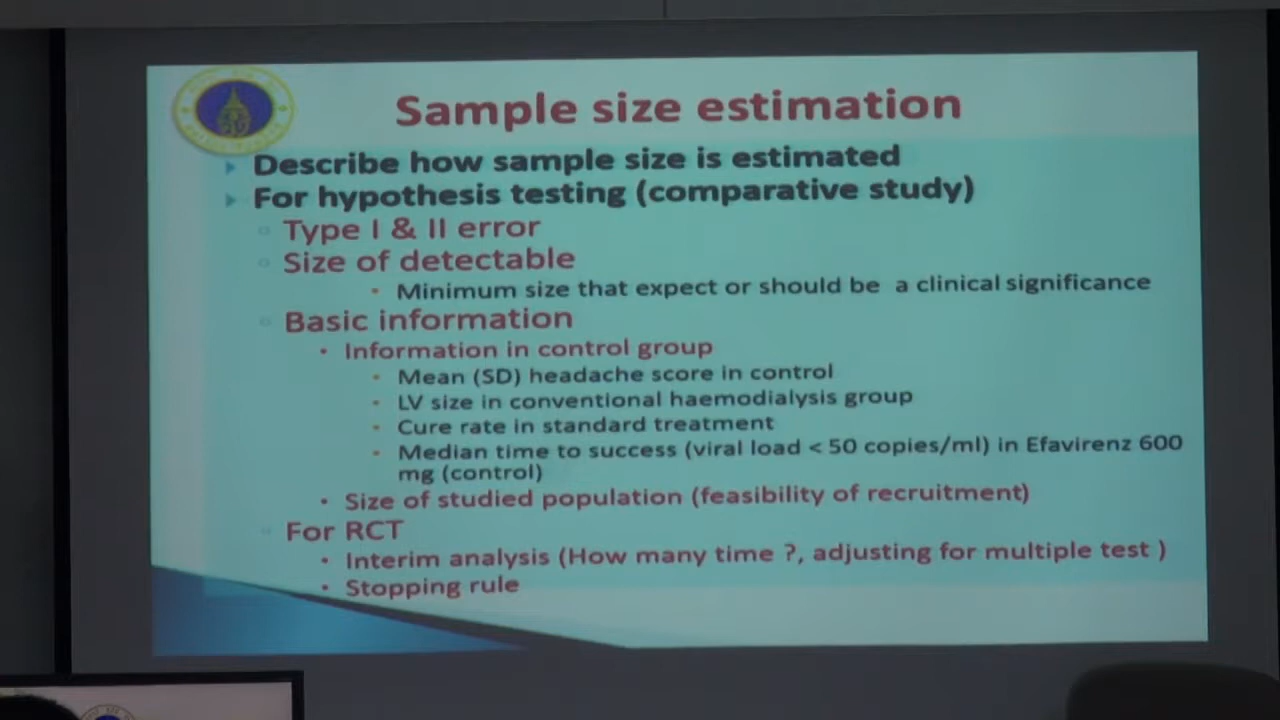 Sample size estimation
Describe how sample size is estimated
For hypothesis testing (comparative study)
Type I & II error
Size of detectable
Minimum size that expect or should be a clinical significance
Basic information
Information in control group
Mean (SD) headache score in control
LV size in conventional haemodialysis group
Cure rate in standard treatment
Median time to success (viral load < 50 copies/ml) in Efavirenz 600
mg (control)
Size of studied population (feasibility of recruitment)
For RCT
Interim analysis (How many time ?, adjusting for multiple test )
Stopping rule